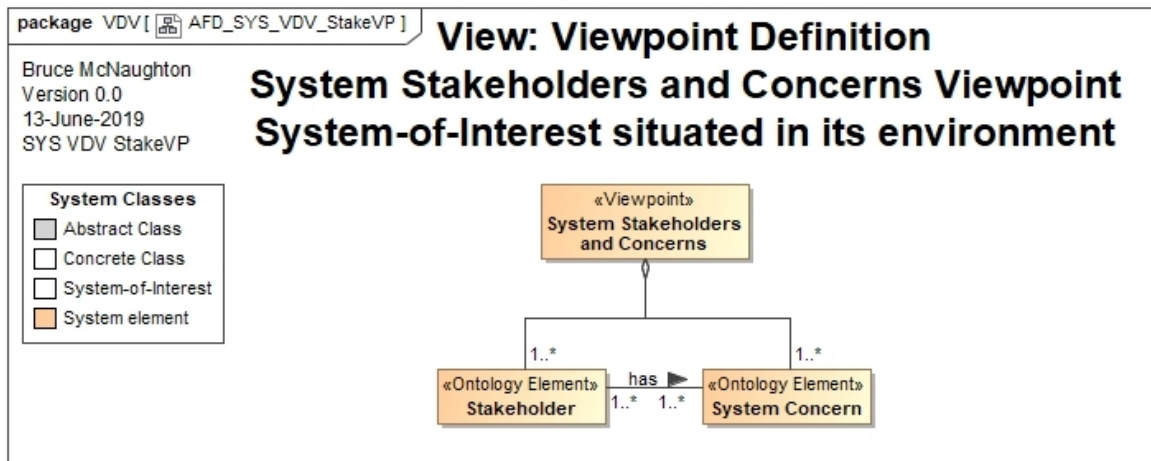 package VDV [ AFD_SYS_VDV_StakeVP ]
View: Viewpoint Definition
System Stakeholders and Concerns Viewpoint
System-of-Interest situated in its environment
Bruce McNaughton
Version 0.0
13-June-2019
SYS VDV StakeVP
System Classes
Abstract Class
Concrete Class
System-of-Interest
System element
«Viewpoint»
System Stakeholders
and Concerns
1..*
1..*
«Ontology Element»
Stakeholder
has
1..* 1..*
«Ontology Element»
System Concern